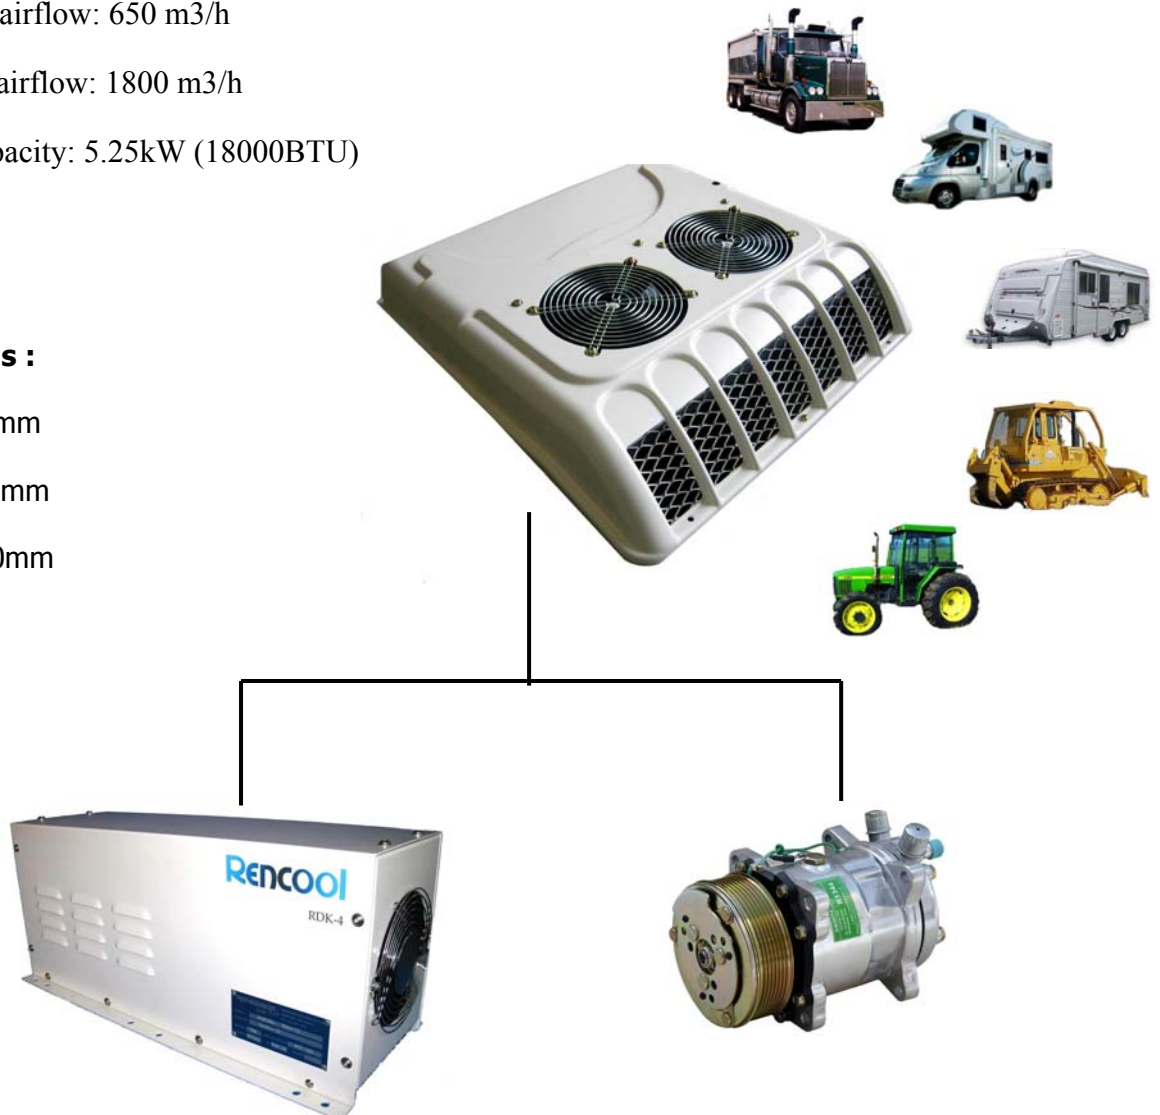 airflow: 650 m3/h
airflow: 1800 m3/h
pacity: 5.25kW (18000BTU)
s :
mm
mm
0mm
Rencool
RDK-4